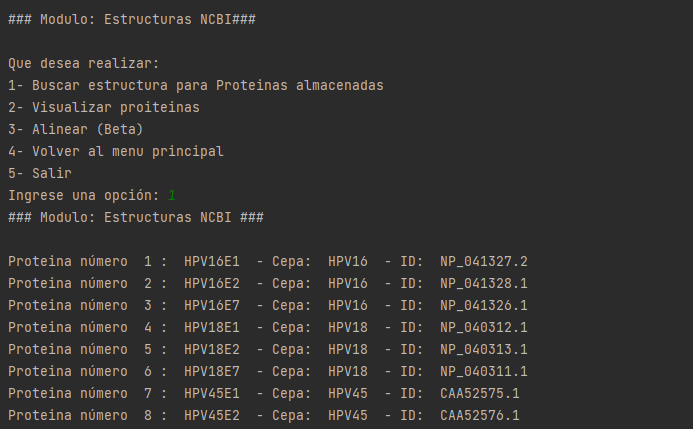 ### Modulo: Estructuras NCBI###
Que desea realizar:
1- Buscar estructura para Proteinas almacenadas
2- Visualizar proiteinas
3- Alinear (Beta)
4- Volver al menu principal
5- Salir
Ingrese una opción: 1
### Modulo: Estructuras NCBI ###
Proteina número  1 :  HPV16E1  - Cepa:  HPV16  - ID:  NP_041327.2
Proteina número  2 :  HPV16E2  - Cepa:  HPV16  - ID:  NP_041328.1
Proteina número  3 :  HPV16E7  - Cepa:  HPV16  - ID:  NP_041326.1
Proteina número  4 :  HPV18E1  - Cepa:  HPV18  - ID:  NP_040312.1
Proteina número  5 :  HPV18E2  - Cepa:  HPV18  - ID:  NP_040313.1
Proteina número  6 :  HPV18E7  - Cepa:  HPV18  - ID:  NP_040311.1
Proteina número  7 :  HPV45E1  - Cepa:  HPV45  - ID:  CAA52575.1
Proteina número  8 :  HPV45E2  - Cepa:  HPV45  - ID:  CAA52576.1